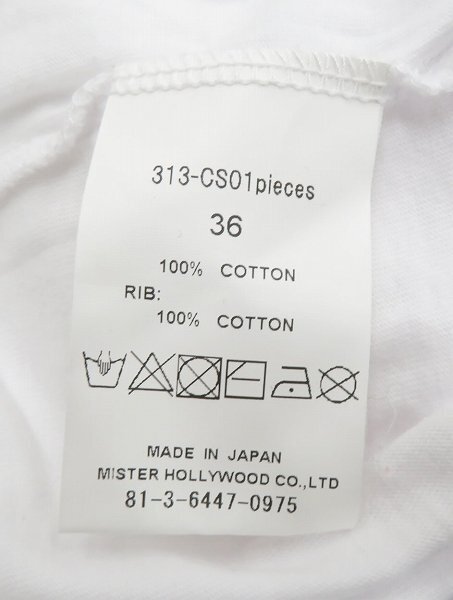 313-CS01pieces
36
100% COTTON
RIB:
100% COTTON
MADE IN JAPAN
MISTER HOLLYWOOD CO.,LTD
81-3-6447-0975